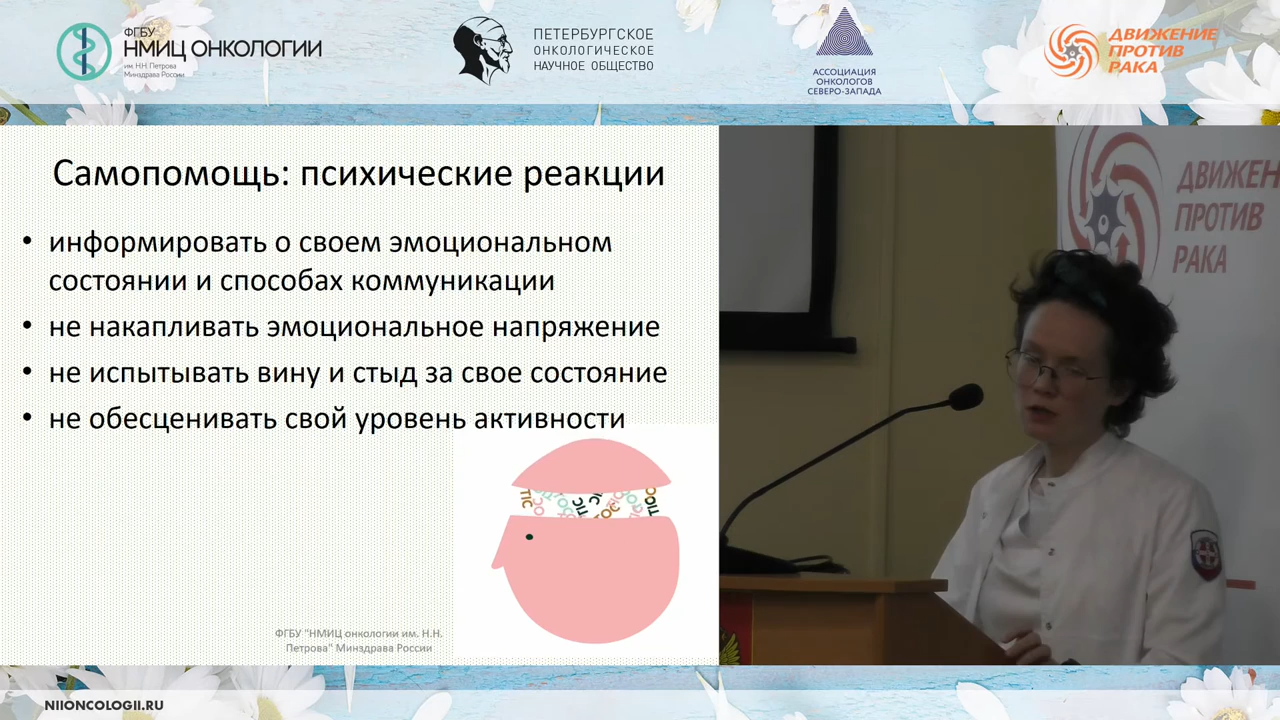 ФГБУ
НМИЦ ОНКОЛОГИИ
им. Н.Н. Петрова
Минздрава России
ПЕТЕРБУРГСКОЕ
ОНКОЛОГИЧЕСКОЕ
НАУЧНОЕ ОБЩЕСТВО
АССОЦИАЦИЯ
ОНКОЛОГОВ
СЕВЕРО-ЗАПАДА
ДВИЖЕНИЕ
ПРОТИВ
РАКА
Самопомощь: психические реакции
• информировать о своем эмоциональном
состоянии и способах коммуникации
• не накапливать эмоциональное напряжение
• не испытывать вину и стыд за свое состояние
• не обесценивать свой уровень активности
ФГБУ "НМИЦ онкологии им. Н.Н.
Петрова" Минздрава России
ДВИЖЕН
ПРОТИВ
РАКА
NIIONCOLOGII.RU